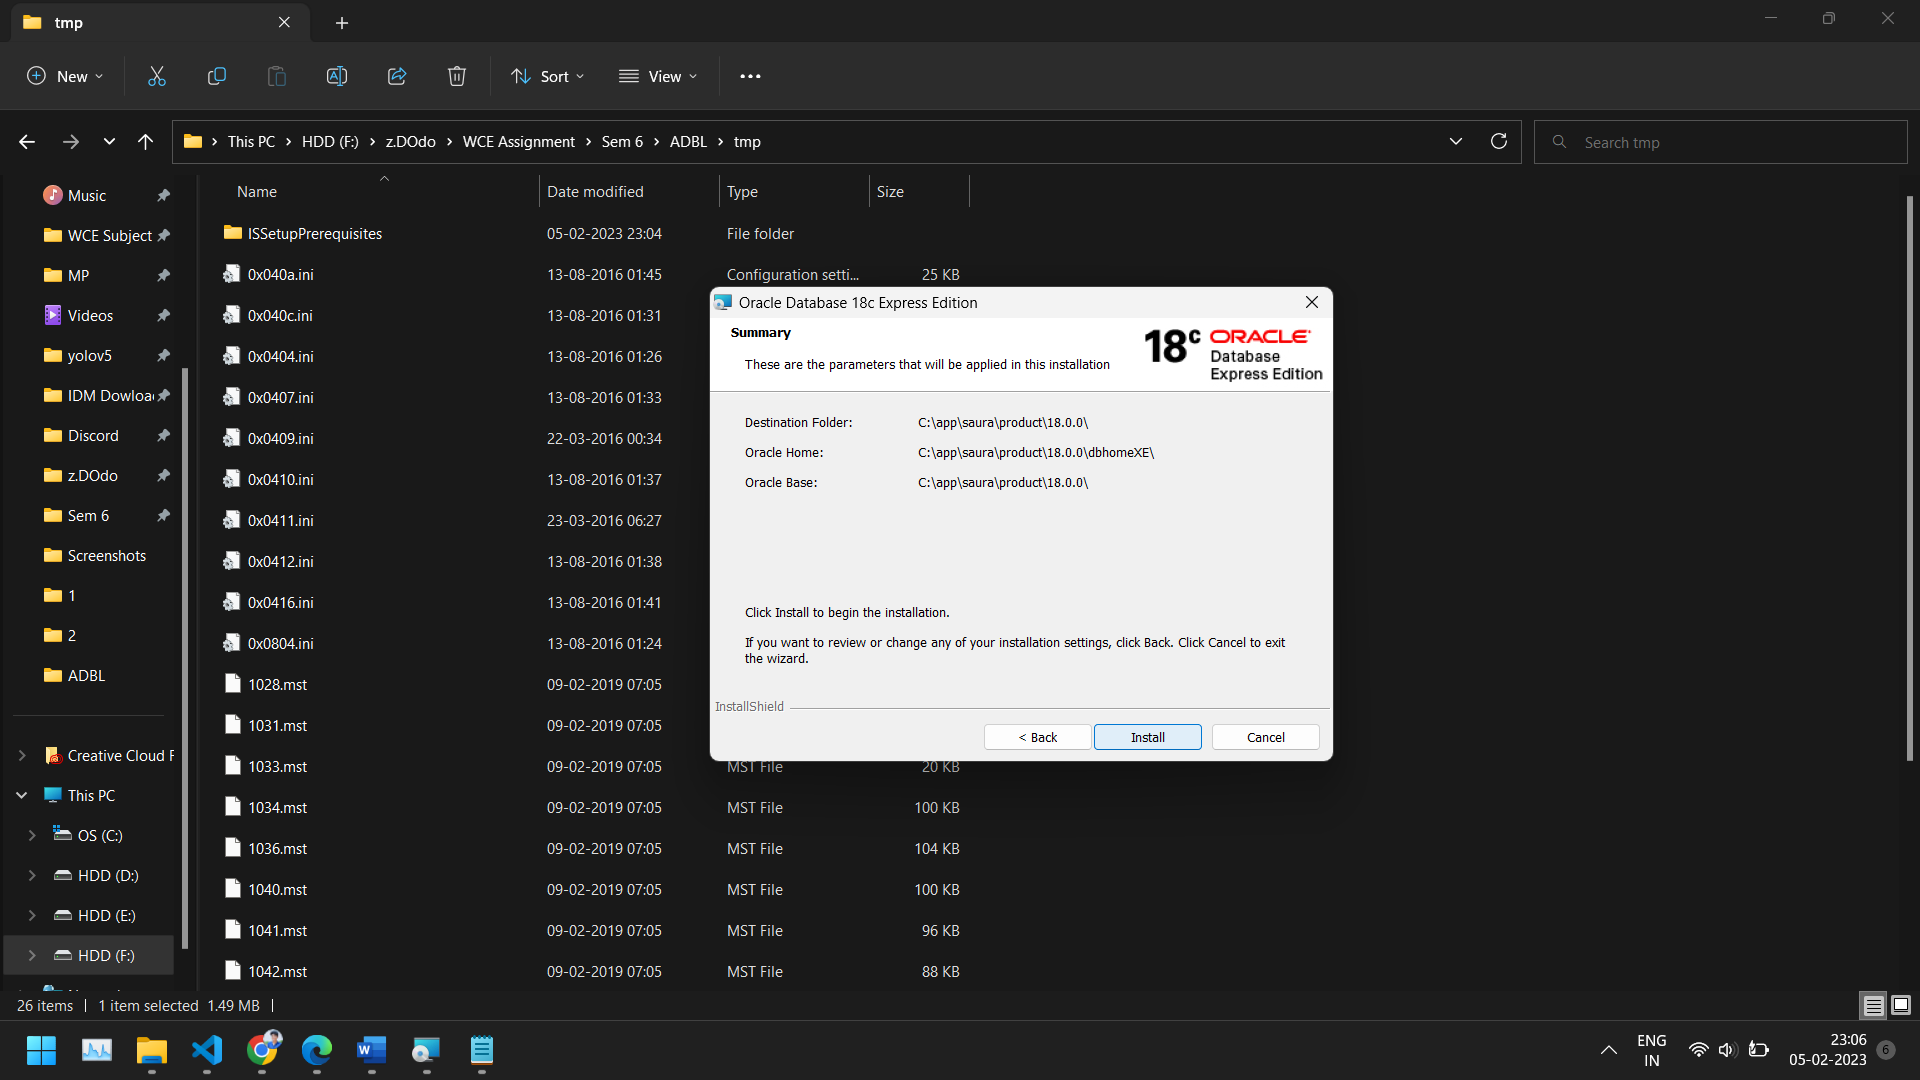 tmp
New
Sort
View
This PC
HDD (F:)
z.DOdo
WCE Assignment
Sem 6
ADBL
tmp
Search tmp
Name
Date modified
Type
Size
Music
WCE Subject
MP
Videos
yolov5
IDM Dowloa
Discord
z.DOdo
Sem 6
Screenshots
1
2
ADBL
Creative Cloud F
This PC
OS (C:)
HDD (D:)
HDD (E:)
HDD (F:)
ISSetupPrerequisites 05-02-2023 23:04 File folder
0x040a.ini 13-08-2016 01:45 Configuration setti... 25 KB
0x040c.ini 13-08-2016 01:31
0x0404.ini 13-08-2016 01:26
0x0407.ini 13-08-2016 01:33
0x0409.ini 22-03-2016 00:34
0x0410.ini 13-08-2016 01:37
0x0411.ini 23-03-2016 06:27
0x0412.ini 13-08-2016 01:38
0x0416.ini 13-08-2016 01:41
0x0804.ini 13-08-2016 01:24
1028.mst 09-02-2019 07:05
1031.mst 09-02-2019 07:05
1033.mst 09-02-2019 07:05 MST File 20 KB
1034.mst 09-02-2019 07:05 MST File 100 KB
1036.mst 09-02-2019 07:05 MST File 104 KB
1040.mst 09-02-2019 07:05 MST File 100 KB
1041.mst 09-02-2019 07:05 MST File 96 KB
1042.mst 09-02-2019 07:05 MST File 88 KB
Oracle Database 18c Express Edition
Summary
These are the parameters that will be applied in this installation
18c ORACLE
Database
Express Edition
Destination Folder: C:\app\saura\product\18.0.0\
Oracle Home: C:\app\saura\product\18.0.0\dbhomeXE\
Oracle Base: C:\app\saura\product\18.0.0\
Click Install to begin the installation.
If you want to review or change any of your installation settings, click Back. Click Cancel to exit
the wizard.
InstallShield
< Back
Install
Cancel
26 items
1 item selected 1.49 MB
ENG
IN
23:06
05-02-2023
6